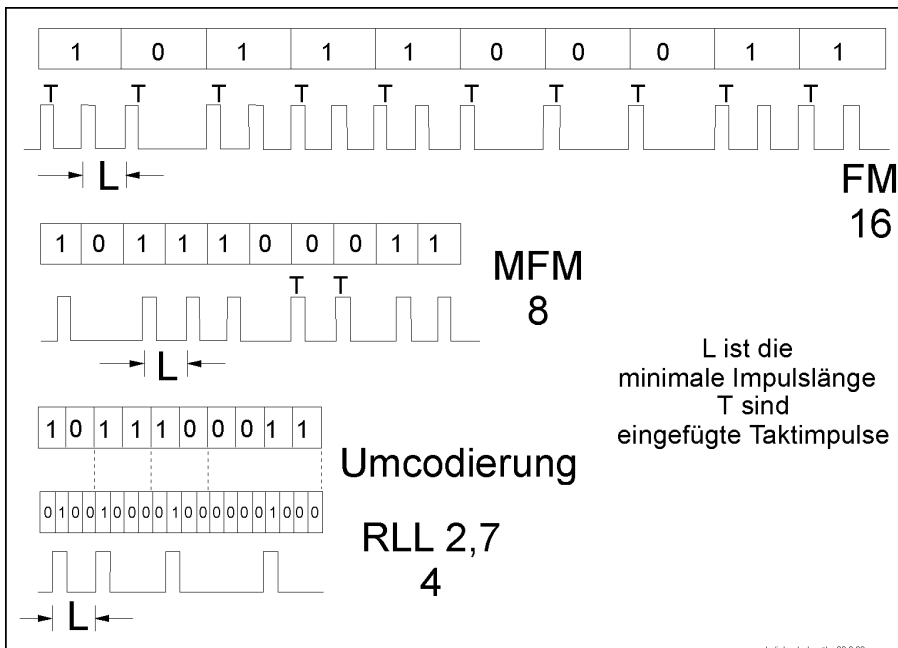 1 0 1 1 1 0 0 0 1 1
T T T T T T T T T T
L
FM
16
1 0 1 1 1 0 0 0 1 1
T T
MFM
8
L
L ist die
minimale Impulslänge
T sind
eingefügte Taktimpulse
1 0 1 1 1 0 0 0 1 1
Umcodierung
0 1 0 0 1 0 0 0 0 1 0 0 0 0 0 0 1 0 0 0
RLL 2,7
4
L